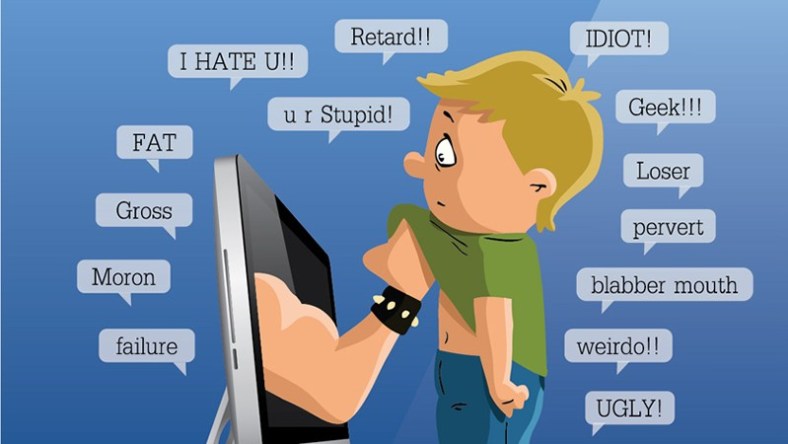 Retard!!
IDIOT!
I HATE U!!
u r Stupid!
Geek!!!
FAT
Loser
Gross
pervert
Moron
blabber mouth
failure
weirdo!!
UGLY!